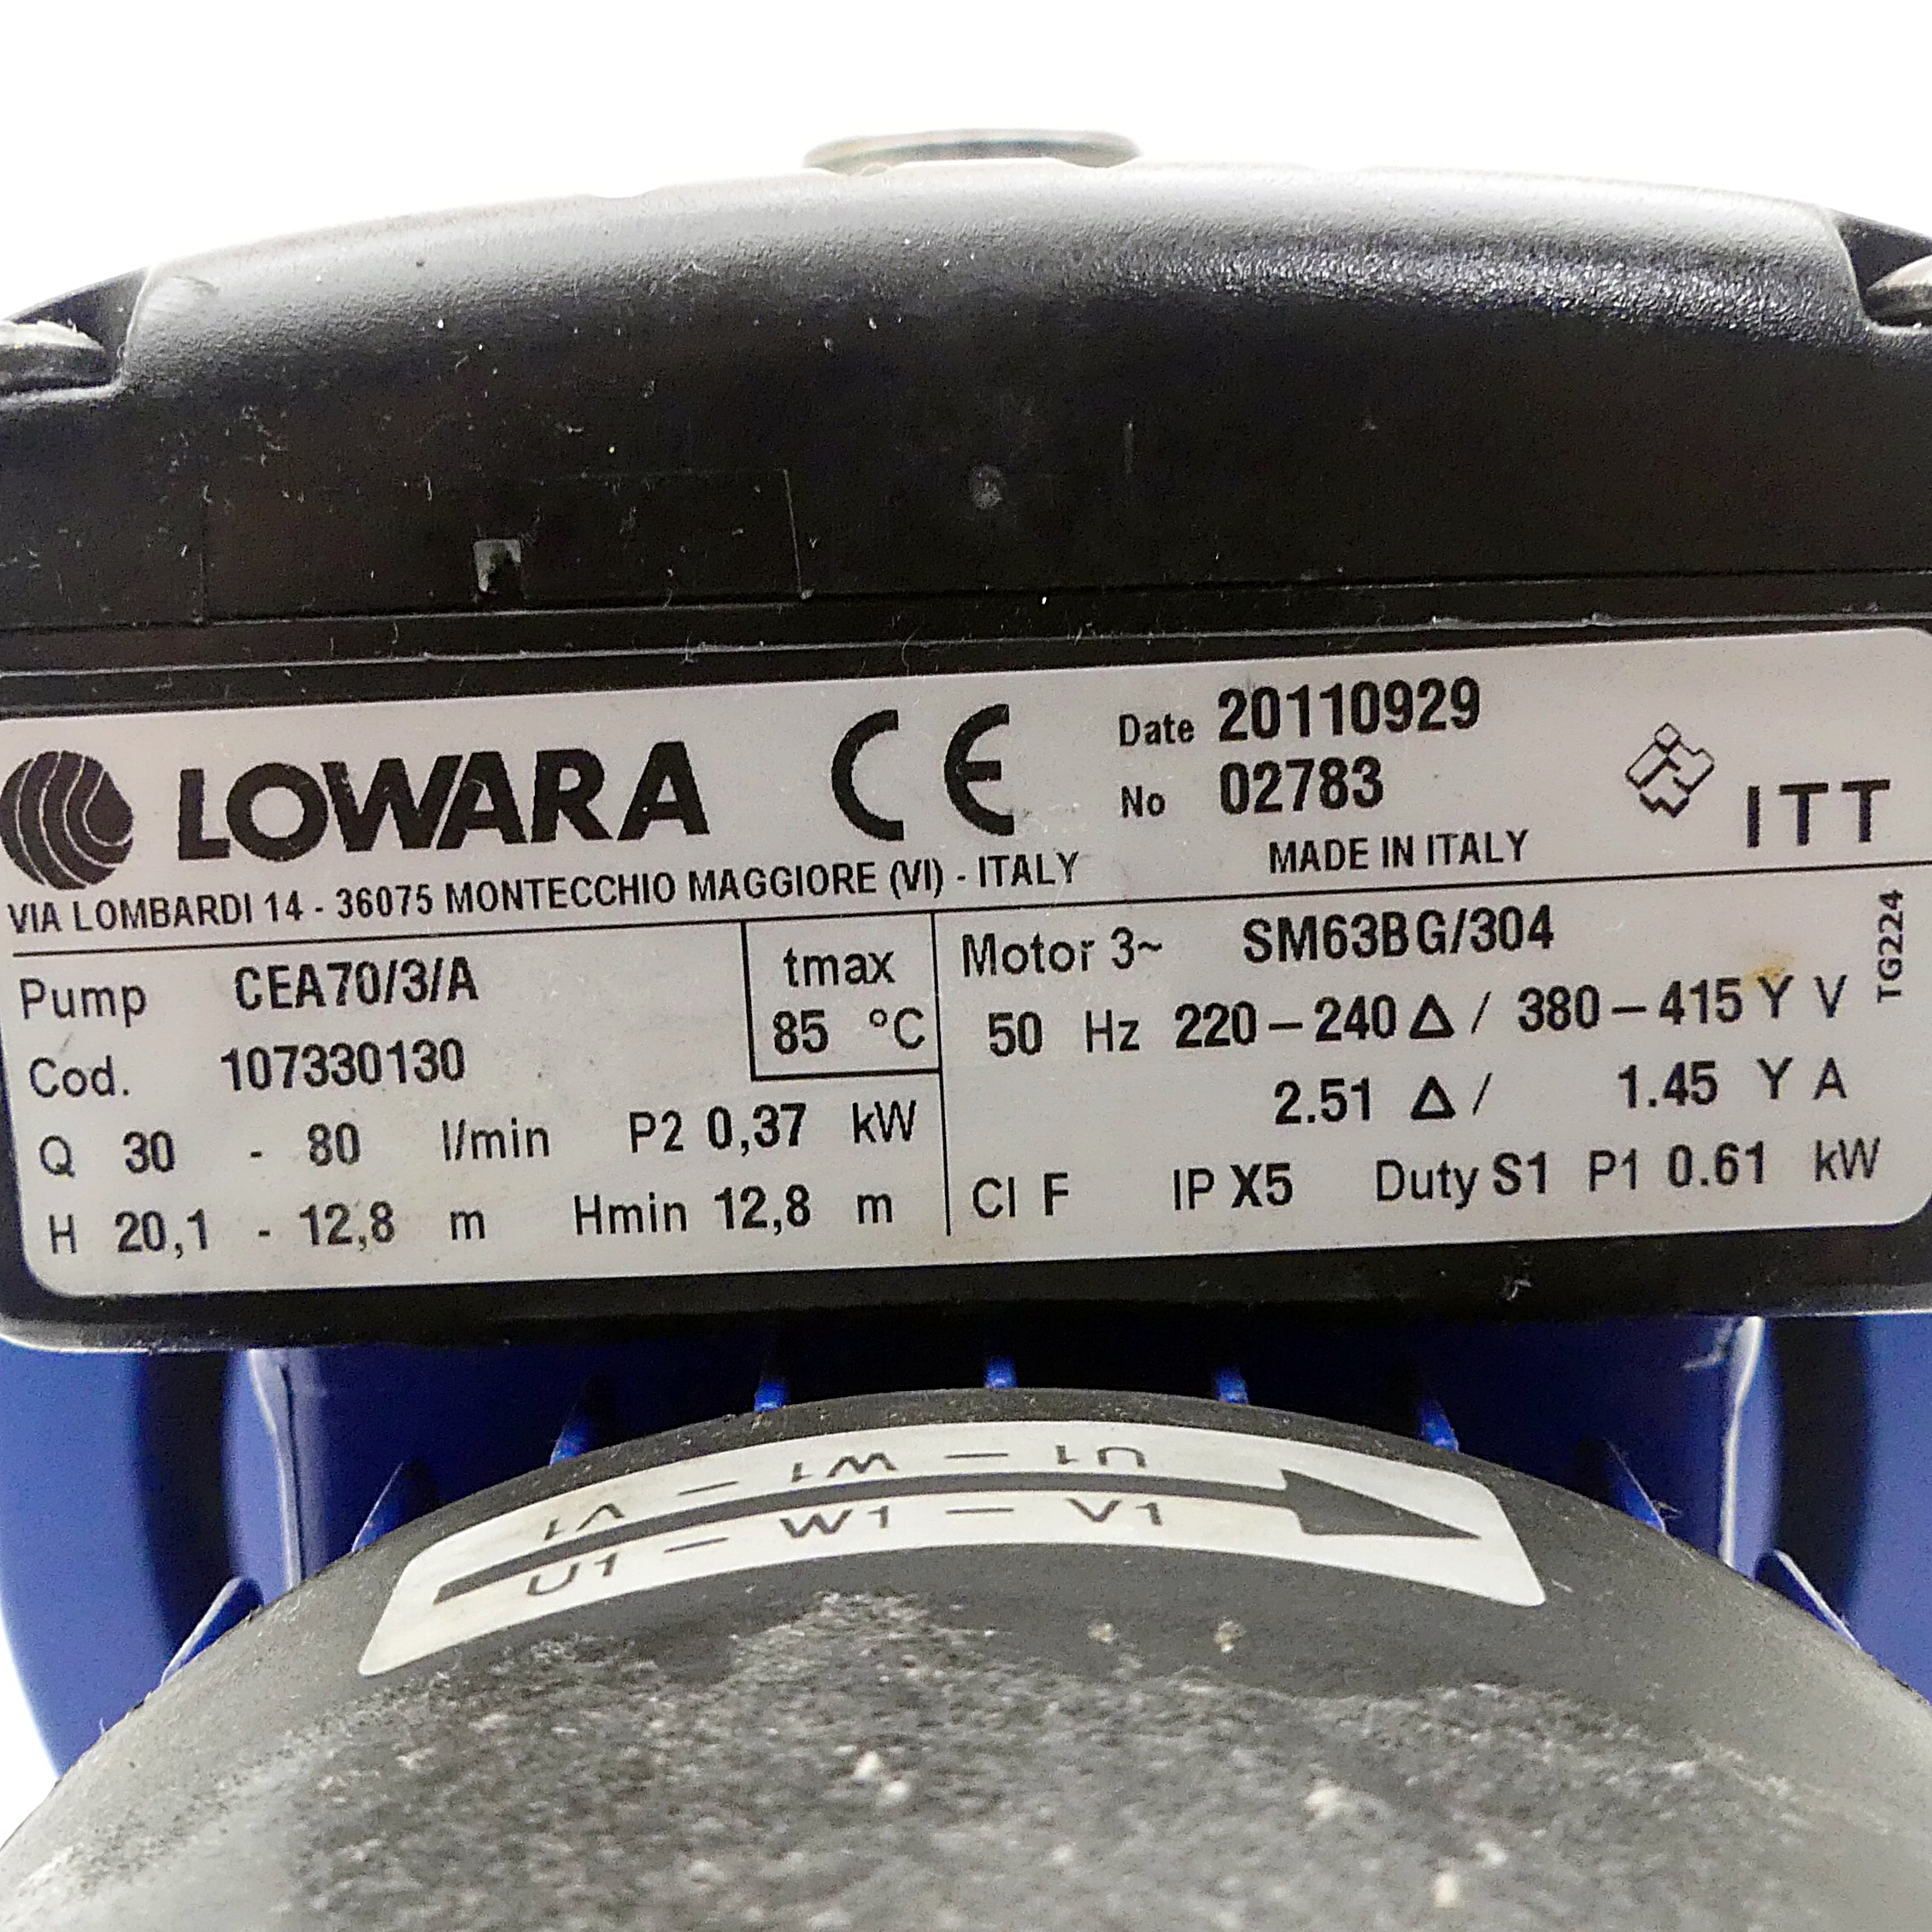 LOWARA CE
Date 20110929
No 02783
MADE IN ITALY
ITT
VIA LOMBARDI 14 - 36075 MONTECCHIO MAGGIORE (VI) - ITALY
Pump CEA70/3/A
Cod. 107330130
tmax
85 °C
Q 30 - 80 l/min P2 0,37 kW
H 20,1 - 12,8 m Hmin 12,8 m
Motor 3~ SM63BG/304
50 Hz 220-240 Δ / 380-415 Y V
2.51 Δ / 1.45 Y A
Cl F IP X5 Duty S1 P1 0.61 kW
TG224
U1 - W1 - V1
U1 - W1 - V1